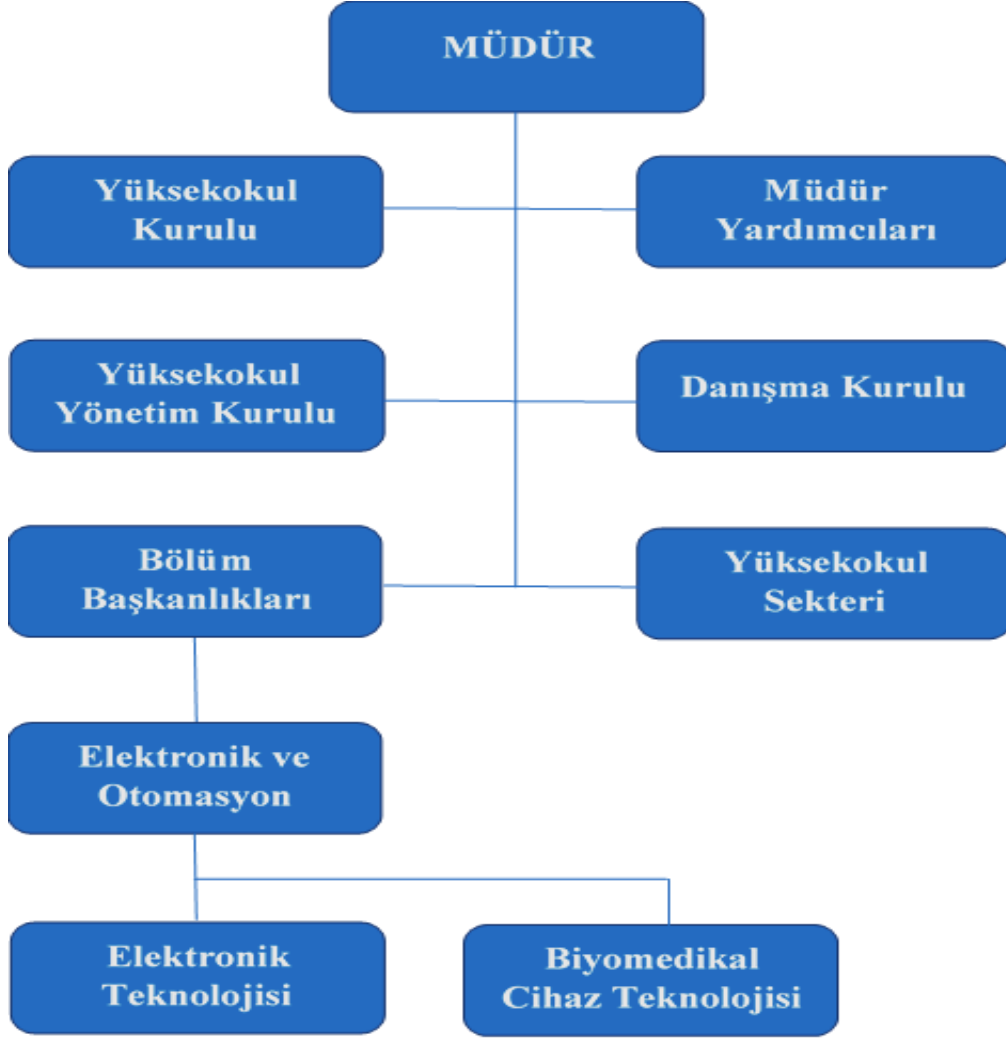 MÜDÜR
Yüksekokul
Kurulu
Müdür
Yardımcıları
Yüksekokul
Yönetim Kurulu
Danışma Kurulu
Bölüm
Başkanlıkları
Yüksekokul
Sekteri
Elektronik ve
Otomasyon
Elektronik
Teknolojisi
Biyomedikal
Cihaz Teknolojisi